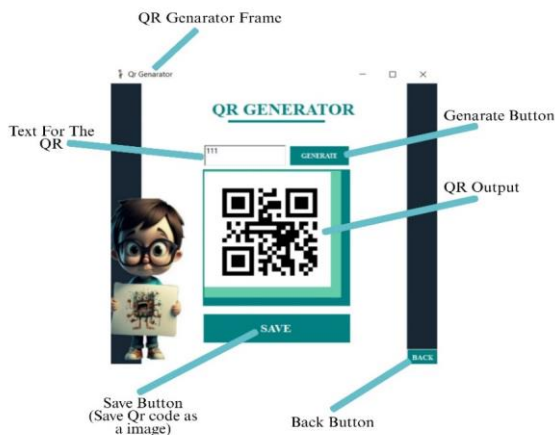 QR Genarator Frame
Qr Genarator
QR GENERATOR
Text For The
QR
111
GENERATE
Genarate Button
QR Output
SAVE
BACK
Save Button
(Save Qr code as
a image)
Back Button